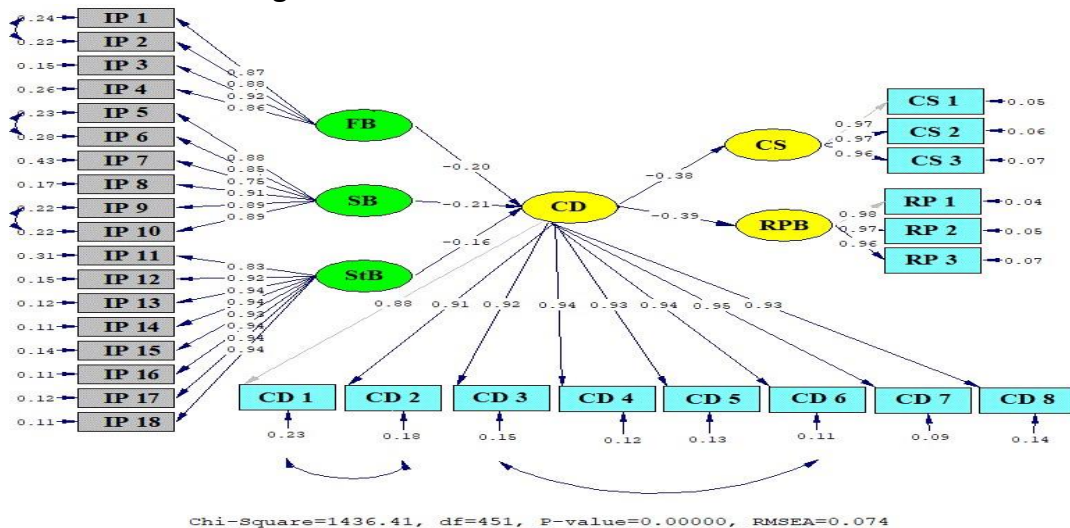 0.24 IP 1
0.22 IP 2
0.15 IP 3
0.26 IP 4
0.23 IP 5
0.28 IP 6
0.43 IP 7
0.17 IP 8
0.22 IP 9
0.22 IP 10
0.31 IP 11
0.15 IP 12
0.12 IP 13
0.11 IP 14
0.14 IP 15
0.11 IP 16
0.12 IP 17
0.11 IP 18
0.87
0.88
0.92
0.86
0.88
0.85
0.75
0.91
0.89
0.89
0.83
0.92
0.94
0.93
0.94
0.94
0.94
FB
SB
StB
-0.20
-0.21
-0.16
CD
-0.38
-0.39
CS
RPB
0.97
0.97
0.96
0.98
0.97
0.96
CS 1 0.05
CS 2 0.06
CS 3 0.07
RP 1 0.04
RP 2 0.05
RP 3 0.07
0.88 0.91 0.92 0.94 0.93 0.94 0.95 0.93
CD 1 CD 2 CD 3 CD 4 CD 5 CD 6 CD 7 CD 8
0.23 0.18 0.15 0.12 0.13 0.11 0.09 0.14
Chi-Square=1436.41, df=451, P-value=0.00000, RMSEA=0.074